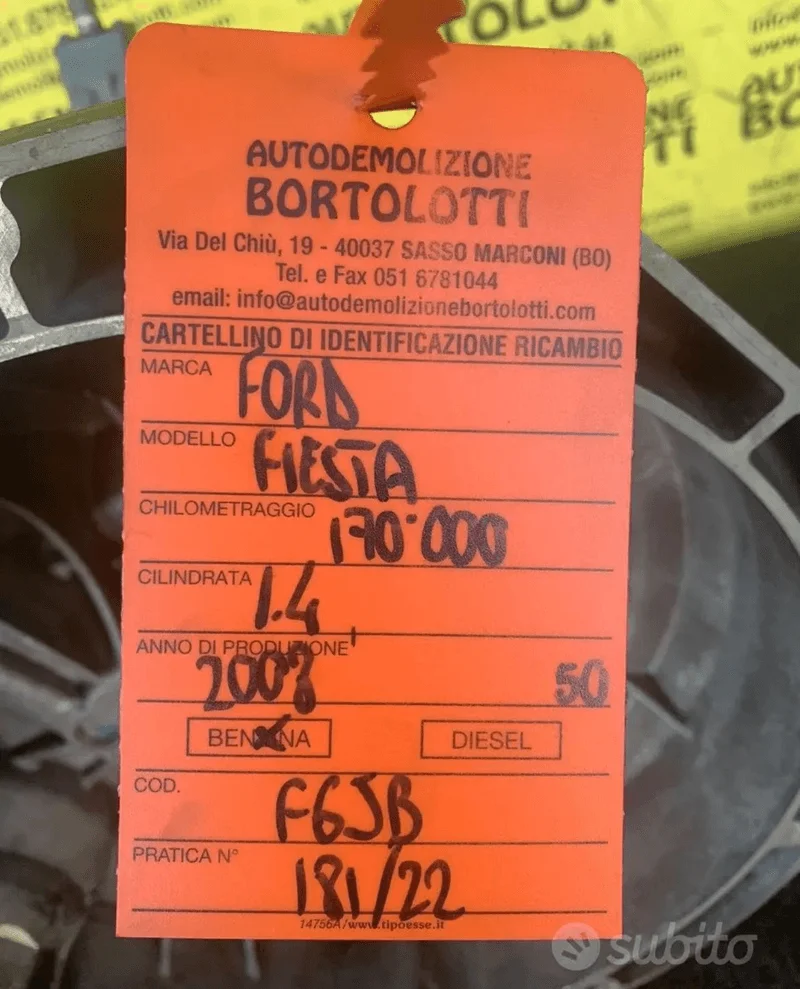 AUTODEMOLIZIONE
BORTOLOTTI
Via Del Chiù, 19 - 40037 SASSO MARCONI (BO)
Tel. e Fax 051 6781044
email: info@autodemolizionebortolotti.com
CARTELLINO DI IDENTIFICAZIONE RICAMBIO
MARCA FORD
MODELLO FIESTA
CHILOMETRAGGIO 170.000
CILINDRATA 1.4
ANNO DI PRODUZIONE
2008 50
BENZINA DIESEL
COD. F6JB
PRATICA N° 181/22
14756A/www.tipoesse.it
subito